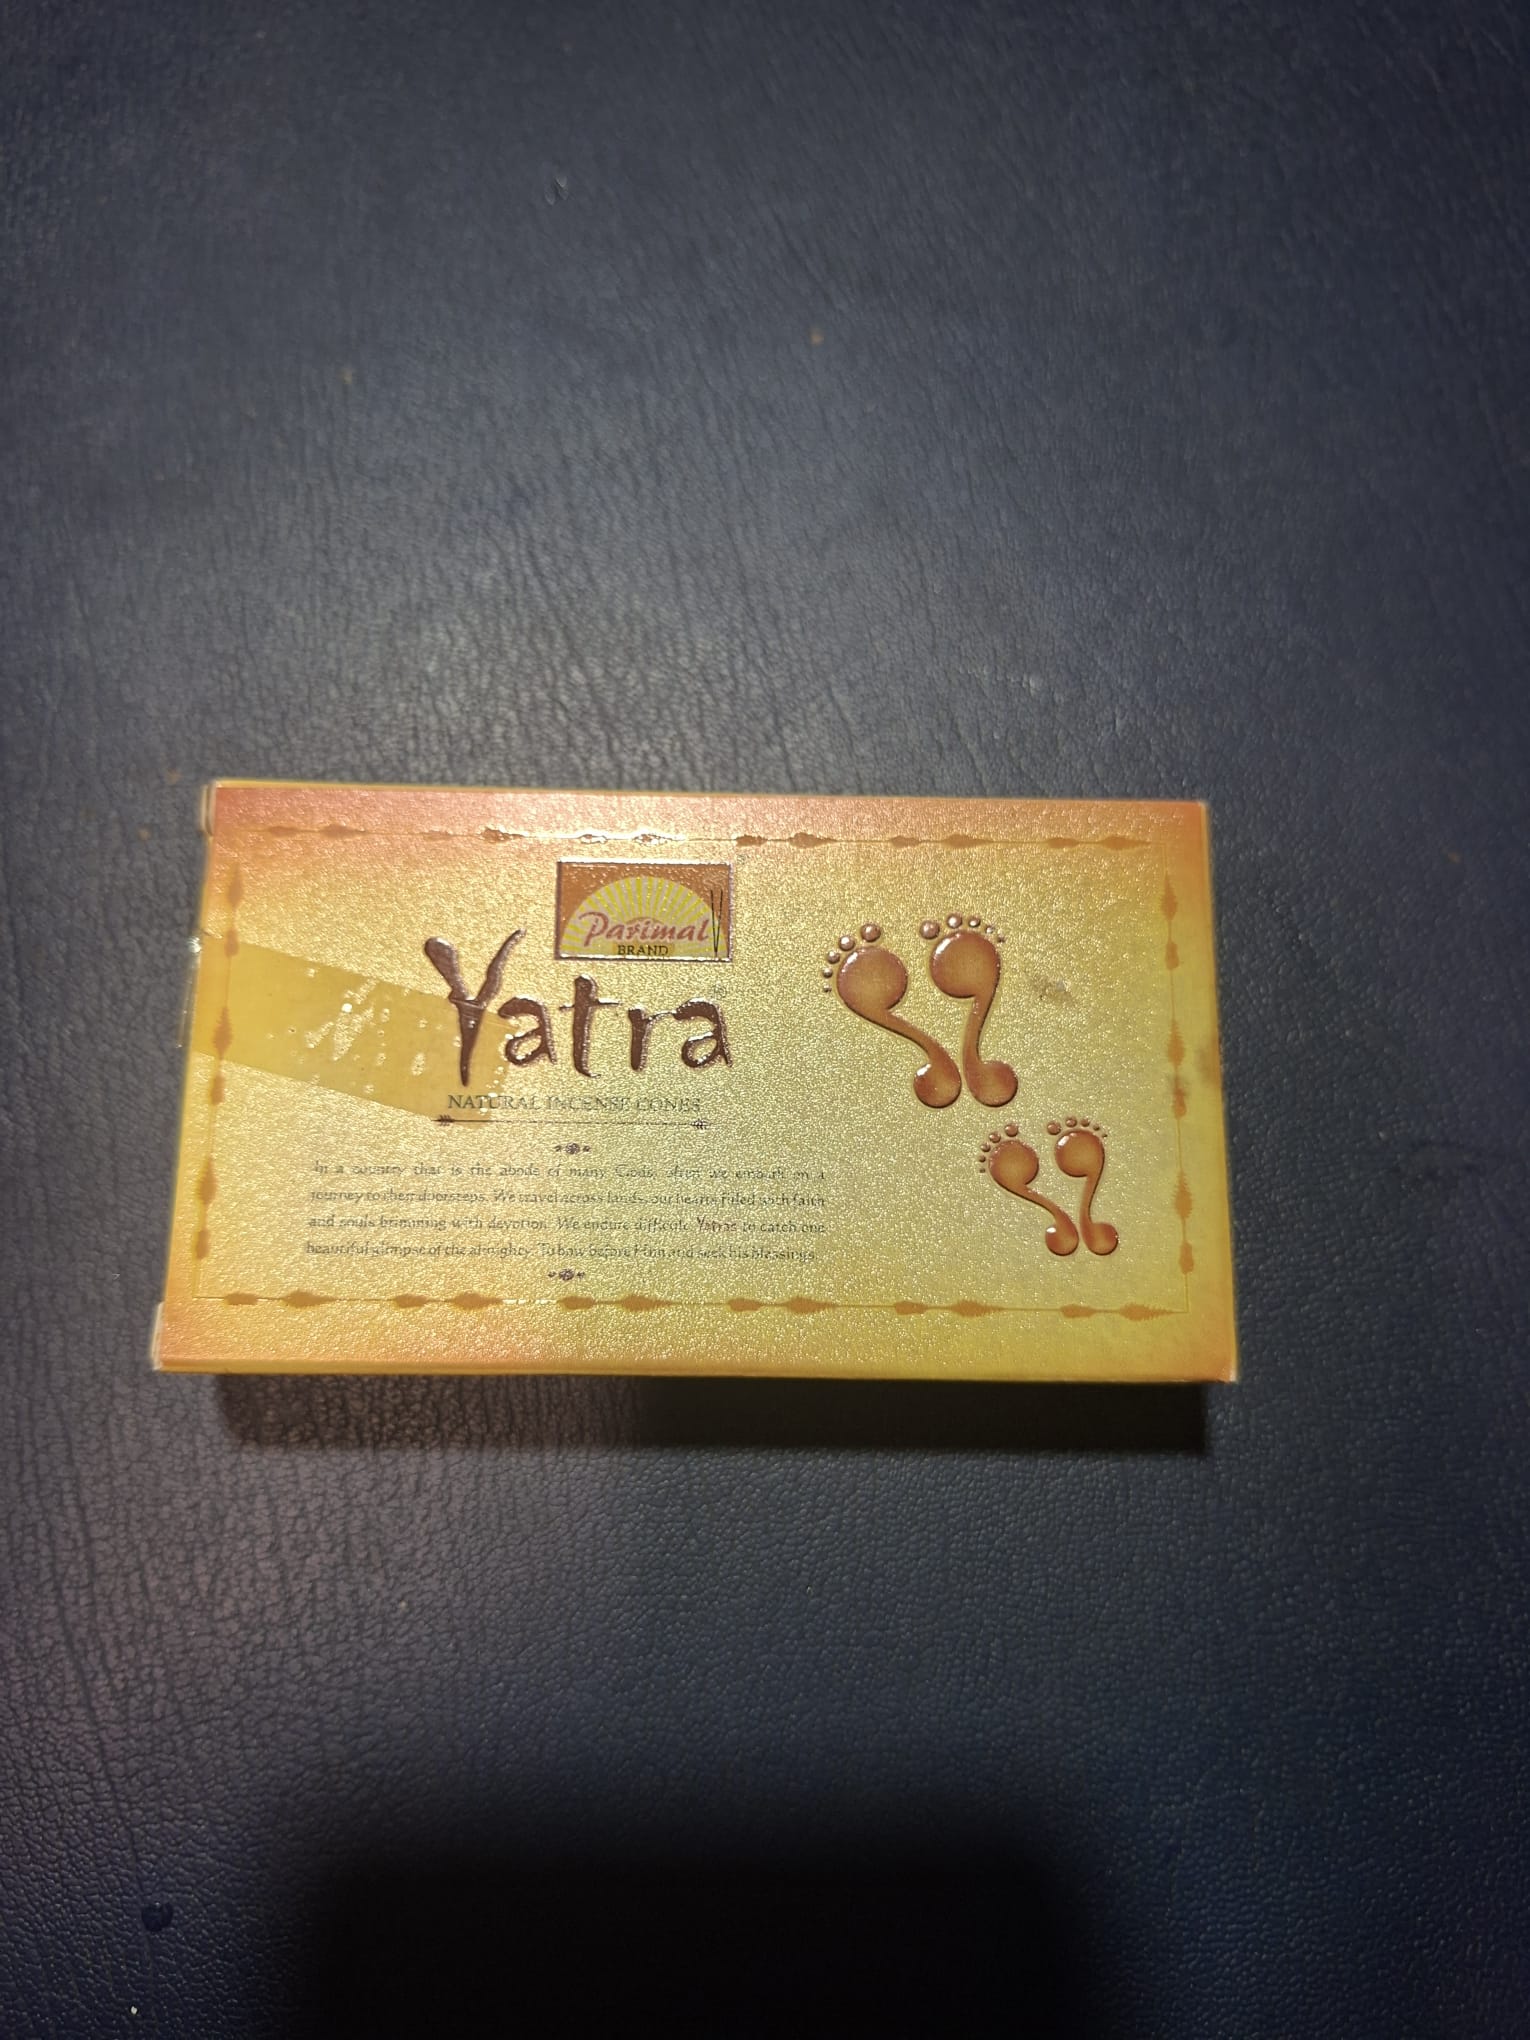 Parimal
BRAND
Yatra
NATURAL INCENSE CONES
In a country that is the abode of many Gods, often we embark on a
journey to their doorsteps. We travel across lands, our hearts filled with faith
and souls brimming with devotion. We endure difficult Yatras to catch one
beautiful glimpse of the almighty. To bow before Him and seek his blessings.